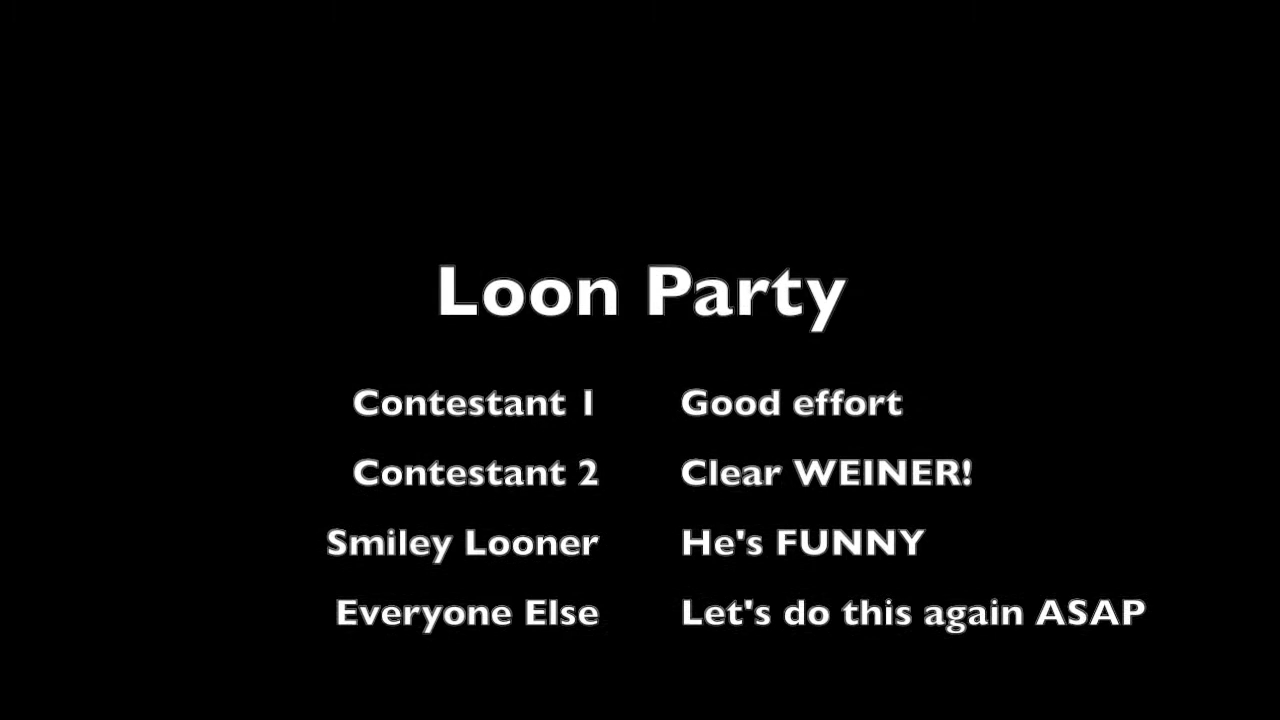 Loon Party
Contestant 1 Good effort
Contestant 2 Clear WEINER!
Smiley Looner He's FUNNY
Everyone Else Let's do this again ASAP